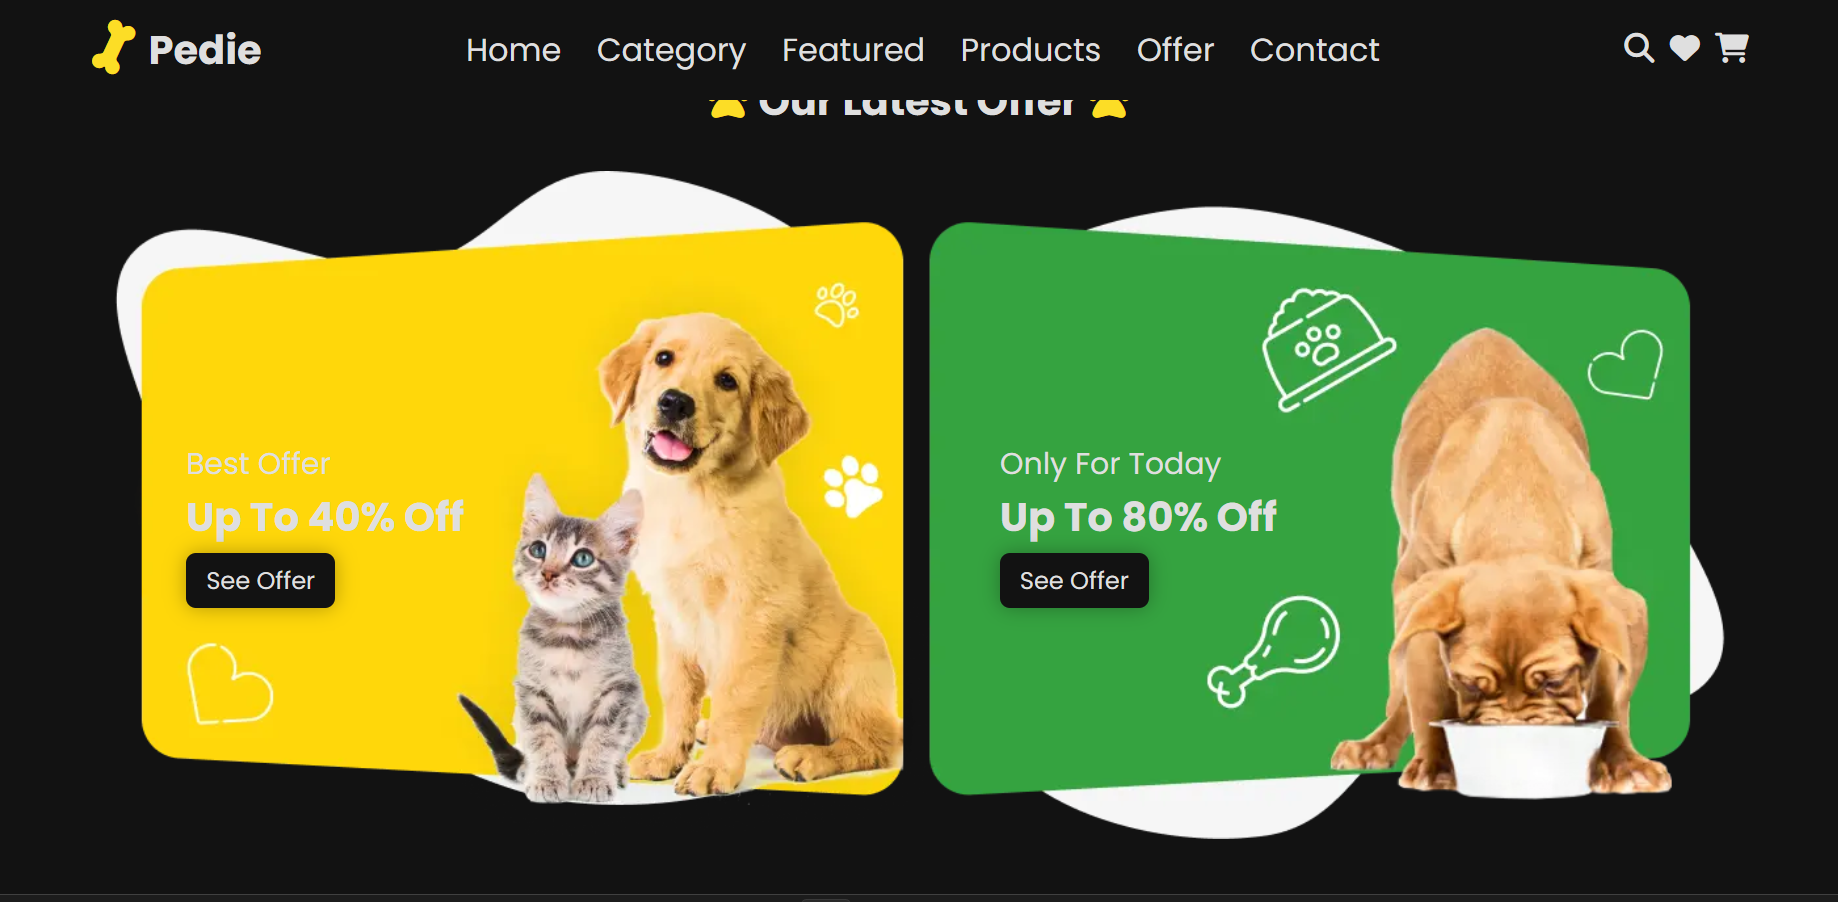 Pedie
Home Category Featured Products Offer Contact
Our Latest Offer
Best Offer
Up To 40% Off
See Offer
Only For Today
Up To 80% Off
See Offer